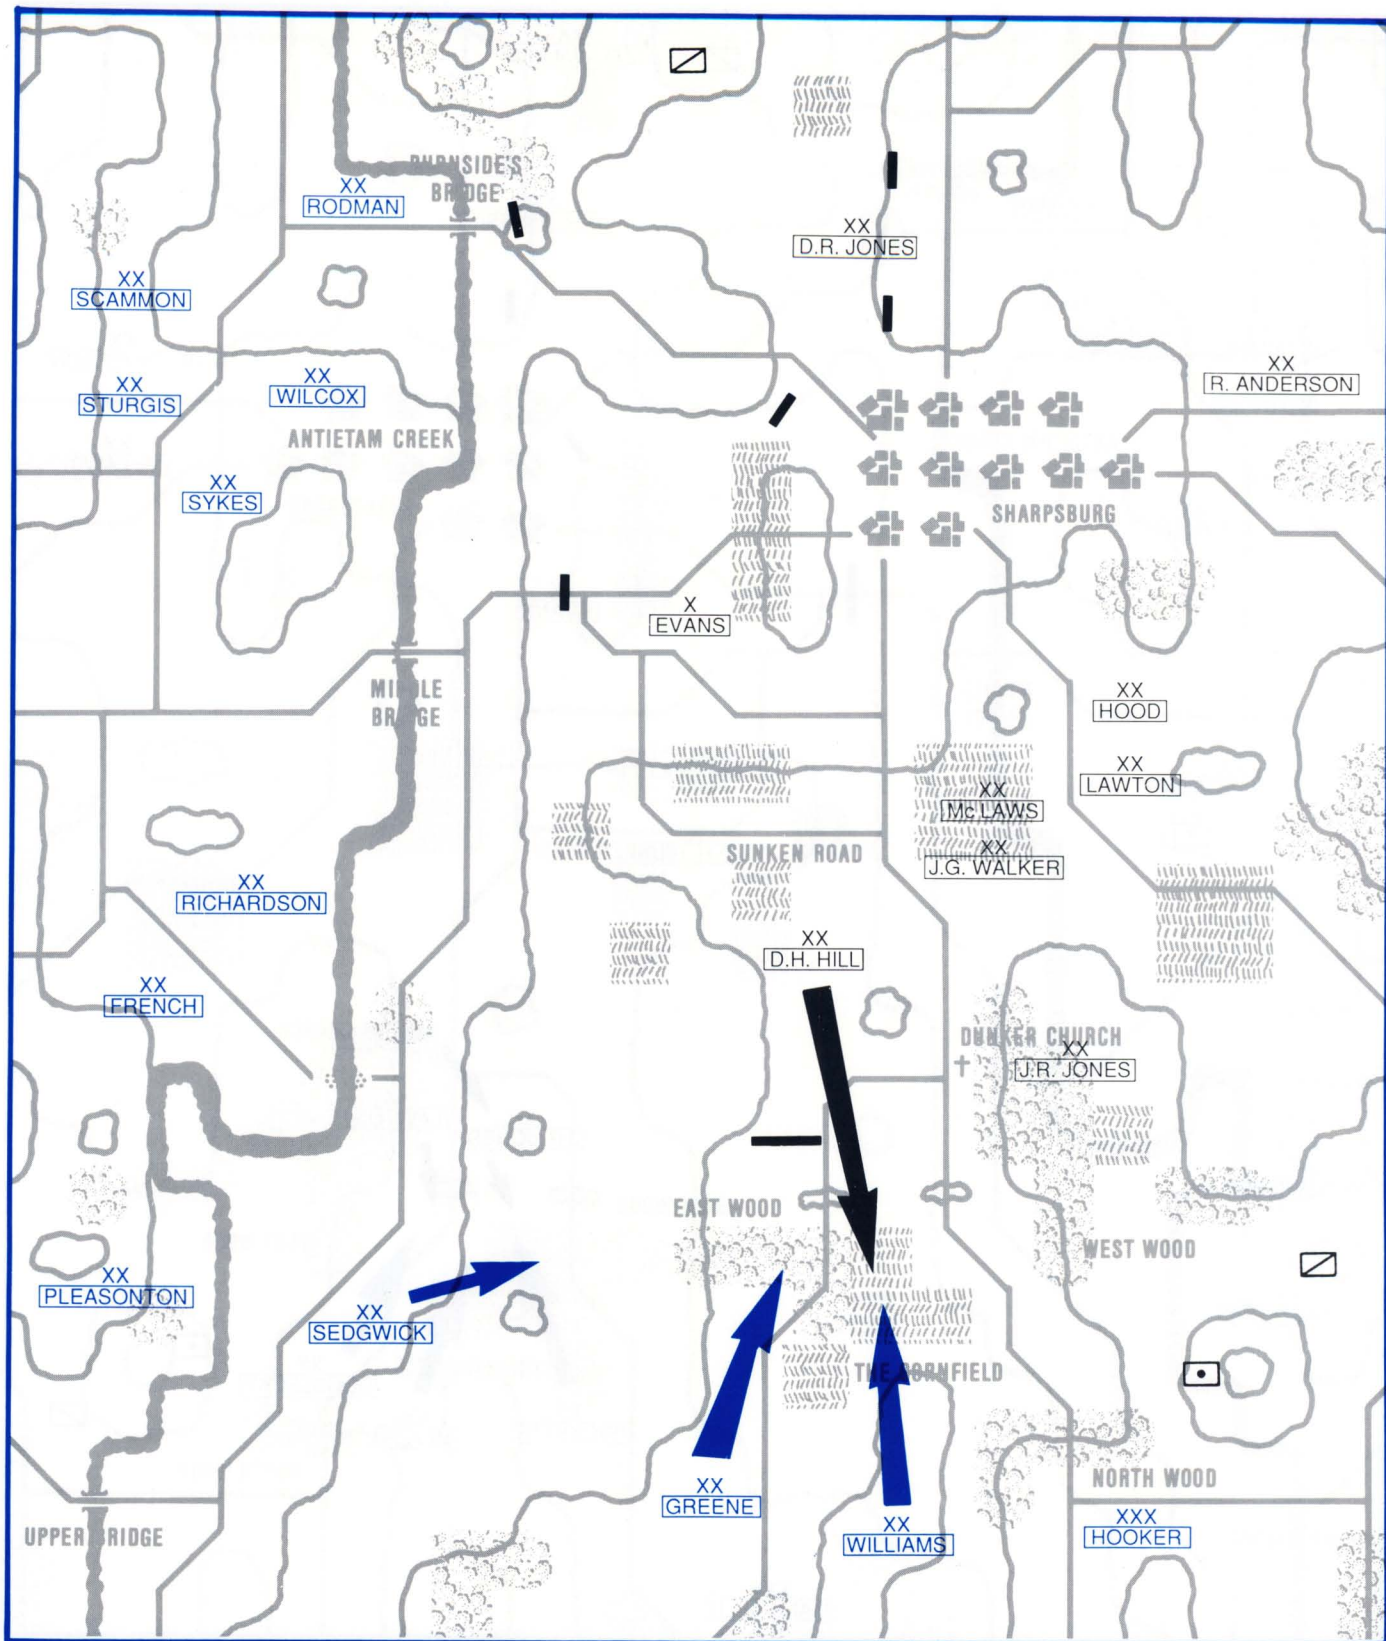 BURNSIDE'S
BRIDGE
XX
RODMAN
XX
D.R. JONES
XX
SCAMMON
XX
R. ANDERSON
XX
STURGIS
XX
WILCOX
ANTIETAM CREEK
XX
SYKES
SHARPSBURG
X
EVANS
MIDDLE
BRIDGE
XX
HOOD
XX
LAWTON
XX
Mc LAWS
SUNKEN ROAD
XX
J.G. WALKER
XX
RICHARDSON
XX
D.H. HILL
XX
FRENCH
DUNKER CHURCH
XX
J.R. JONES
EAST WOOD
WEST WOOD
XX
PLEASONTON
XX
SEDGWICK
THE CORNFIELD
NORTH WOOD
XX
GREENE
XX
WILLIAMS
XXX
HOOKER
UPPER BRIDGE